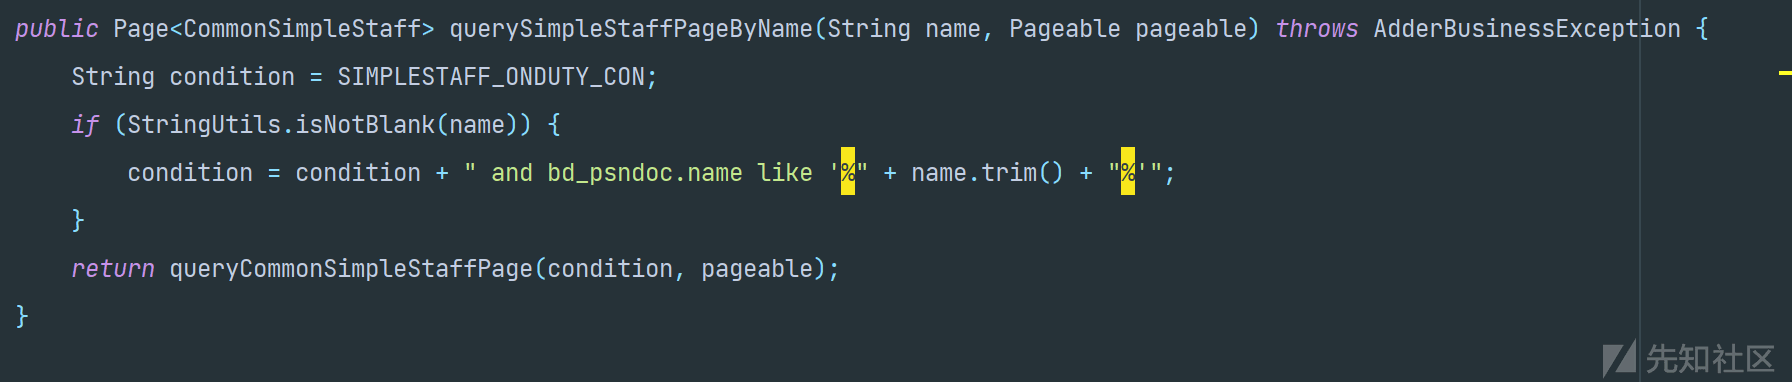 public Page<CommonSimpleStaff> querySimpleStaffPageByName(String name, Pageable pageable) throws AdderBusinessException {
    String condition = SIMPLESTAFF_ONDUTY_CON;
    if (StringUtils.isNotBlank(name)) {
        condition = condition + " and bd_psndoc.name like '%" + name.trim() + "%'";
    }
    return queryCommonSimpleStaffPage(condition, pageable);
}
先知社区